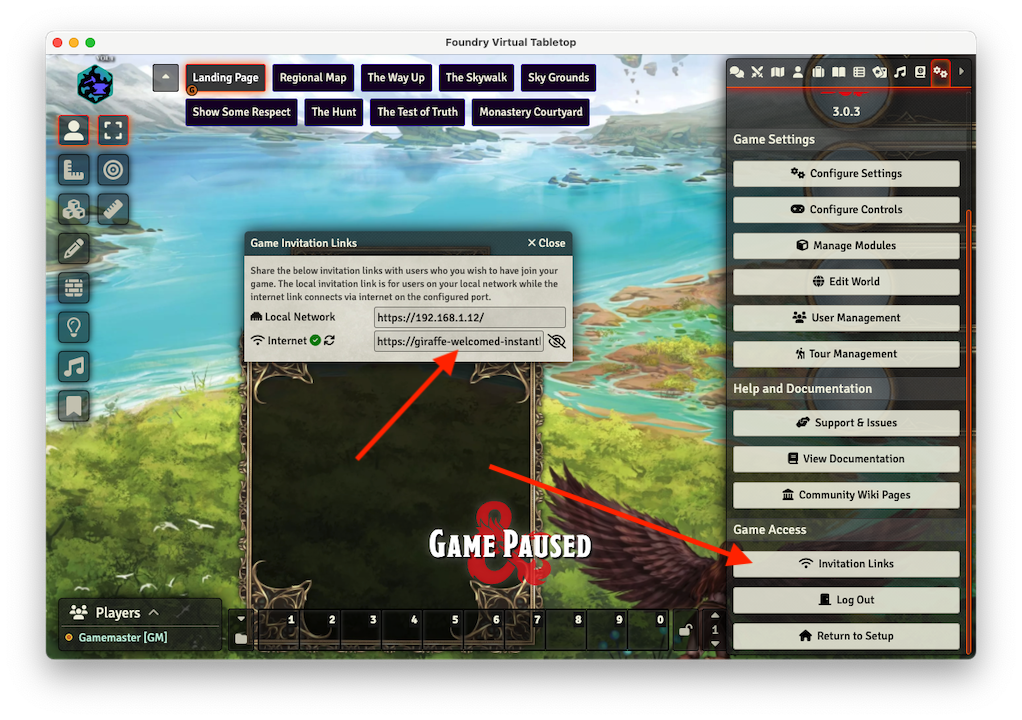 Foundry Virtual Tabletop
Landing Page
Regional Map
The Way Up
The Skywalk
Sky Grounds
Show Some Respect
The Hunt
The Test of Truth
Monastery Courtyard
3.0.3
Game Settings
Configure Settings
Configure Controls
Manage Modules
Edit World
User Management
Tour Management
Help and Documentation
Support & Issues
View Documentation
Community Wiki Pages
Game Access
Invitation Links
Log Out
Return to Setup
Game Invitation Links
× Close
Share the below invitation links with users who you wish to have join your
game. The local invitation link is for users on your local network while the
internet link connects via internet on the configured port.
Local Network
https://192.168.1.12/
Internet
https://giraffe-welcomed-instant
&
Game Paused
Players
Gamemaster [GM]
1 2 3 4 5 6 7 8 9 0
1